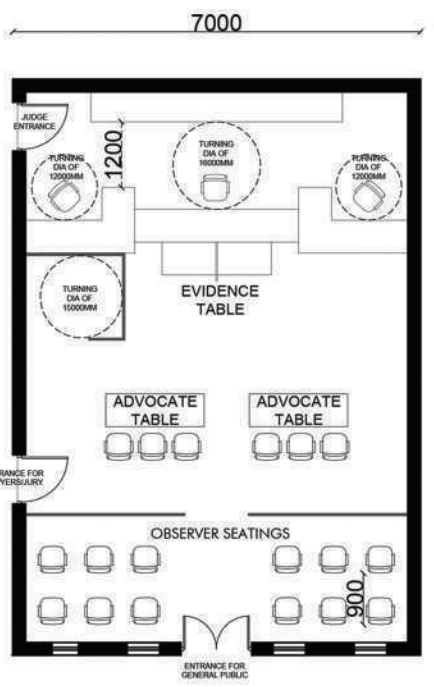 7000
JUDGE
ENTRANCE
1200
TURNING
DIA OF
16000MM
TURNING
DIA OF
12000MM
TURNING
DIA OF
12000MM
TURNING
DIA OF
15000MM
EVIDENCE
TABLE
ADVOCATE
TABLE
ADVOCATE
TABLE
RANCE FOR
YERS/JURY
OBSERVER SEATINGS
900
ENTRANCE FOR
GENERAL PUBLIC